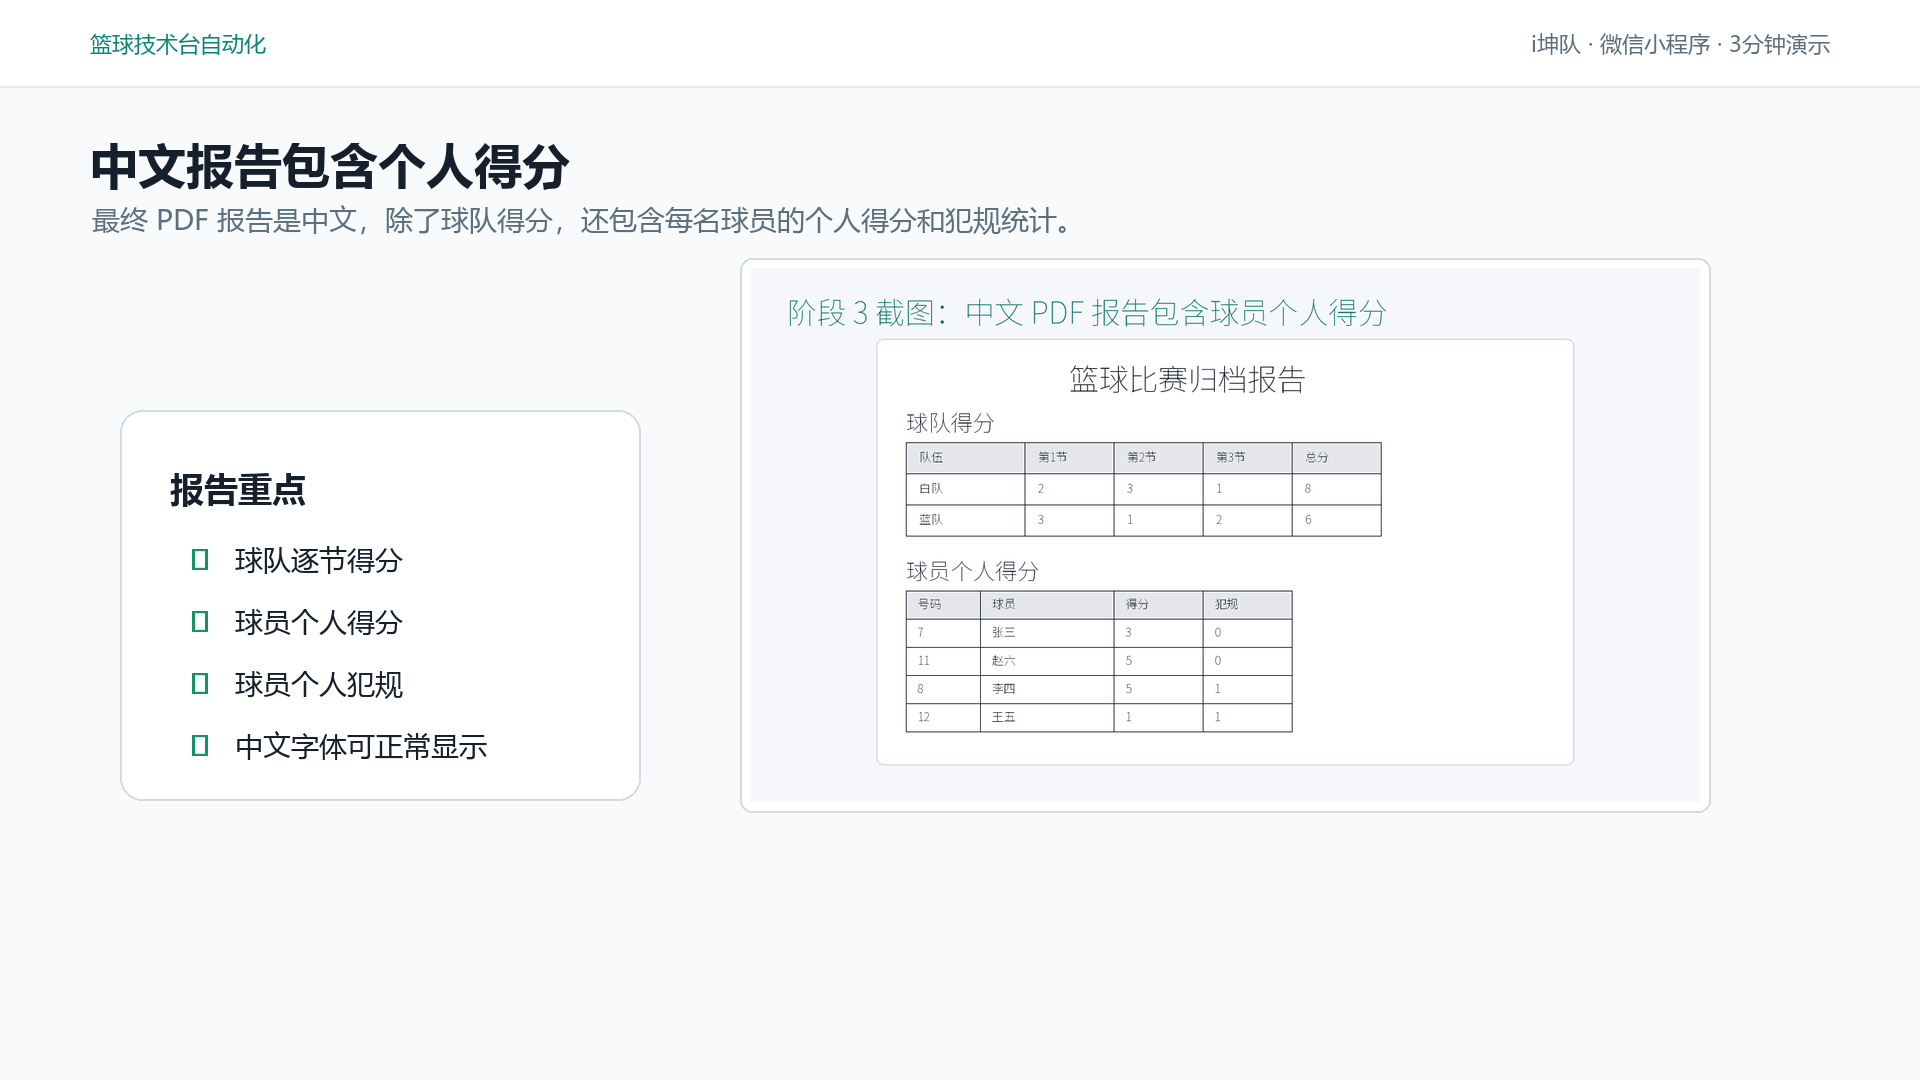 篮球技术台自动化
i坤队 · 微信小程序 · 3分钟演示
中文报告包含个人得分
最终 PDF 报告是中文，除了球队得分，还包含每名球员的个人得分和犯规统计。
报告重点
球队逐节得分
球员个人得分
球员个人犯规
中文字体可正常显示
阶段 3 截图：中文 PDF 报告包含球员个人得分
篮球比赛归档报告
球队得分
队伍 第1节 第2节 第3节 总分
白队 2 3 1 8
蓝队 3 1 2 6
球员个人得分
号码 球员 得分 犯规
7 张三 3 0
11 赵六 5 0
8 李四 5 1
12 王五 1 1